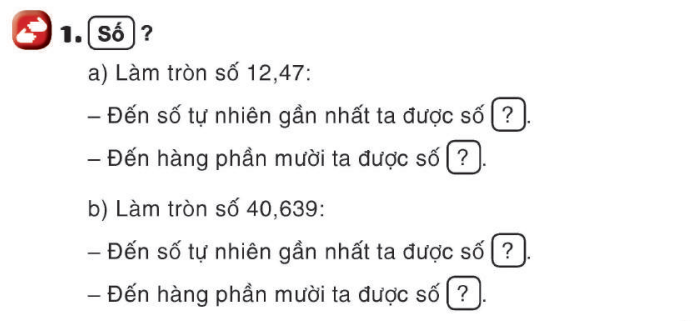 1. Số ?
a) Làm tròn số 12,47:
– Đến số tự nhiên gần nhất ta được số ?.
– Đến hàng phần mười ta được số ?.
b) Làm tròn số 40,639:
– Đến số tự nhiên gần nhất ta được số ?.
– Đến hàng phần mười ta được số ?.